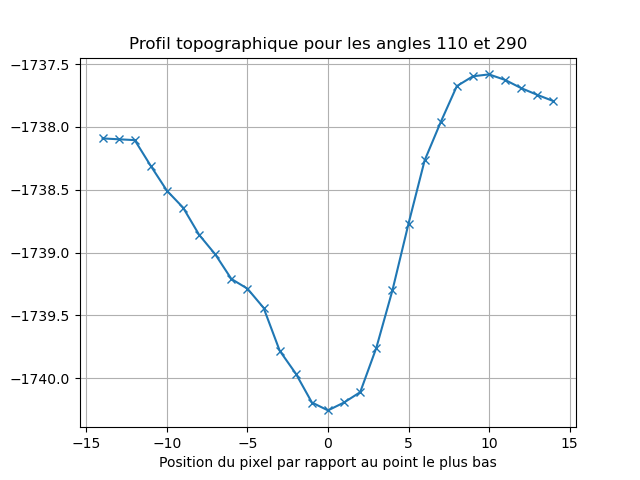 Profil topographique pour les angles 110 et 290
−1737.5
−1738.0
−1738.5
−1739.0
−1739.5
−1740.0
−15 −10 −5 0 5 10 15
Position du pixel par rapport au point le plus bas